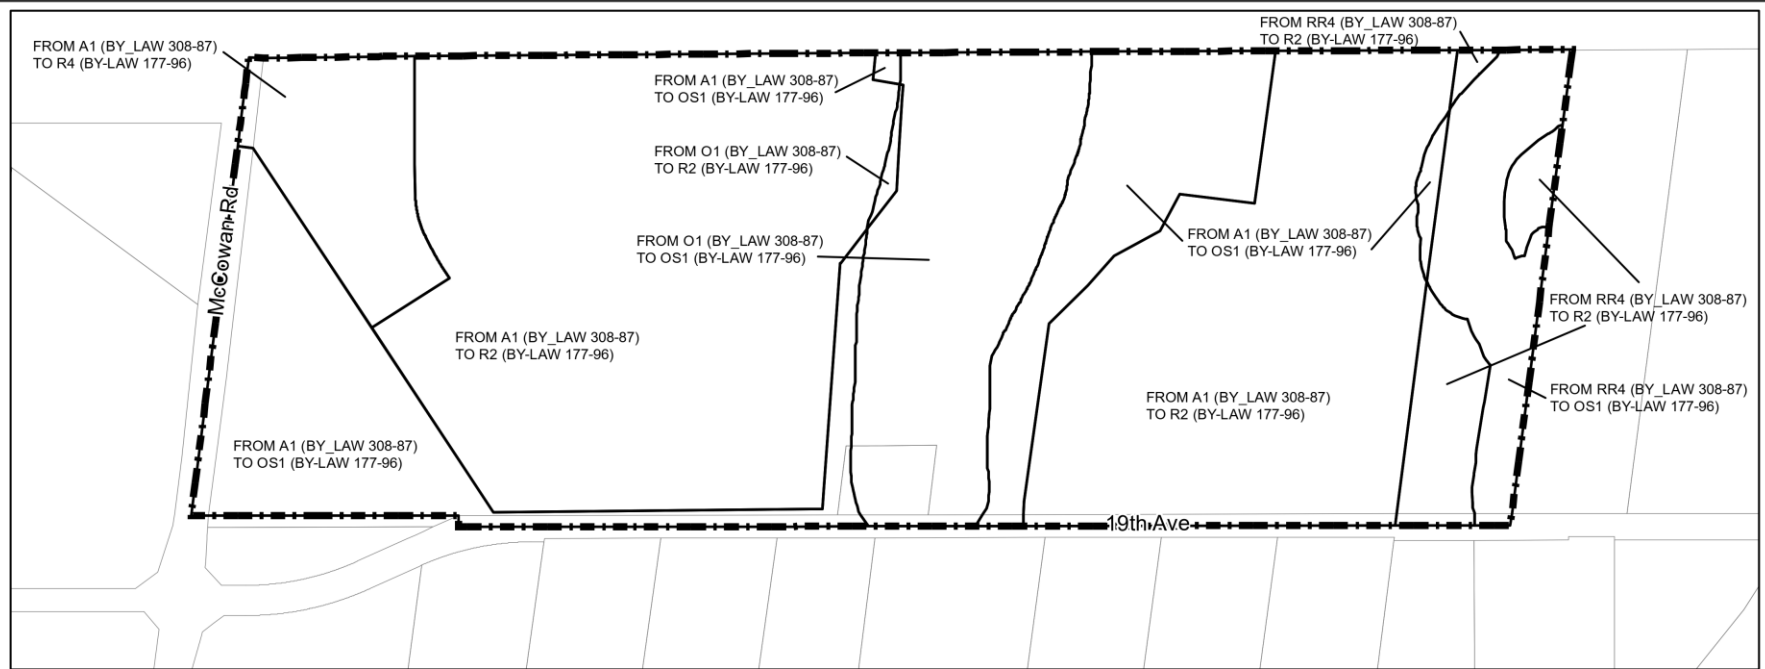 FROM RR4 (BY_LAW 308-87)
TO R2 (BY-LAW 177-96)
FROM A1 (BY_LAW 308-87)
TO R4 (BY-LAW 177-96)
FROM A1 (BY_LAW 308-87)
TO OS1 (BY-LAW 177-96)
FROM O1 (BY_LAW 308-87)
TO R2 (BY-LAW 177-96)
McCowan Rd
FROM O1 (BY_LAW 308-87)
TO OS1 (BY-LAW 177-96)
FROM A1 (BY_LAW 308-87)
TO OS1 (BY-LAW 177-96)
FROM RR4 (BY_LAW 308-87)
TO R2 (BY-LAW 177-96)
FROM A1 (BY_LAW 308-87)
TO R2 (BY-LAW 177-96)
FROM RR4 (BY_LAW 308-87)
TO OS1 (BY-LAW 177-96)
FROM A1 (BY_LAW 308-87)
TO R2 (BY-LAW 177-96)
FROM A1 (BY_LAW 308-87)
TO OS1 (BY-LAW 177-96)
19th Ave